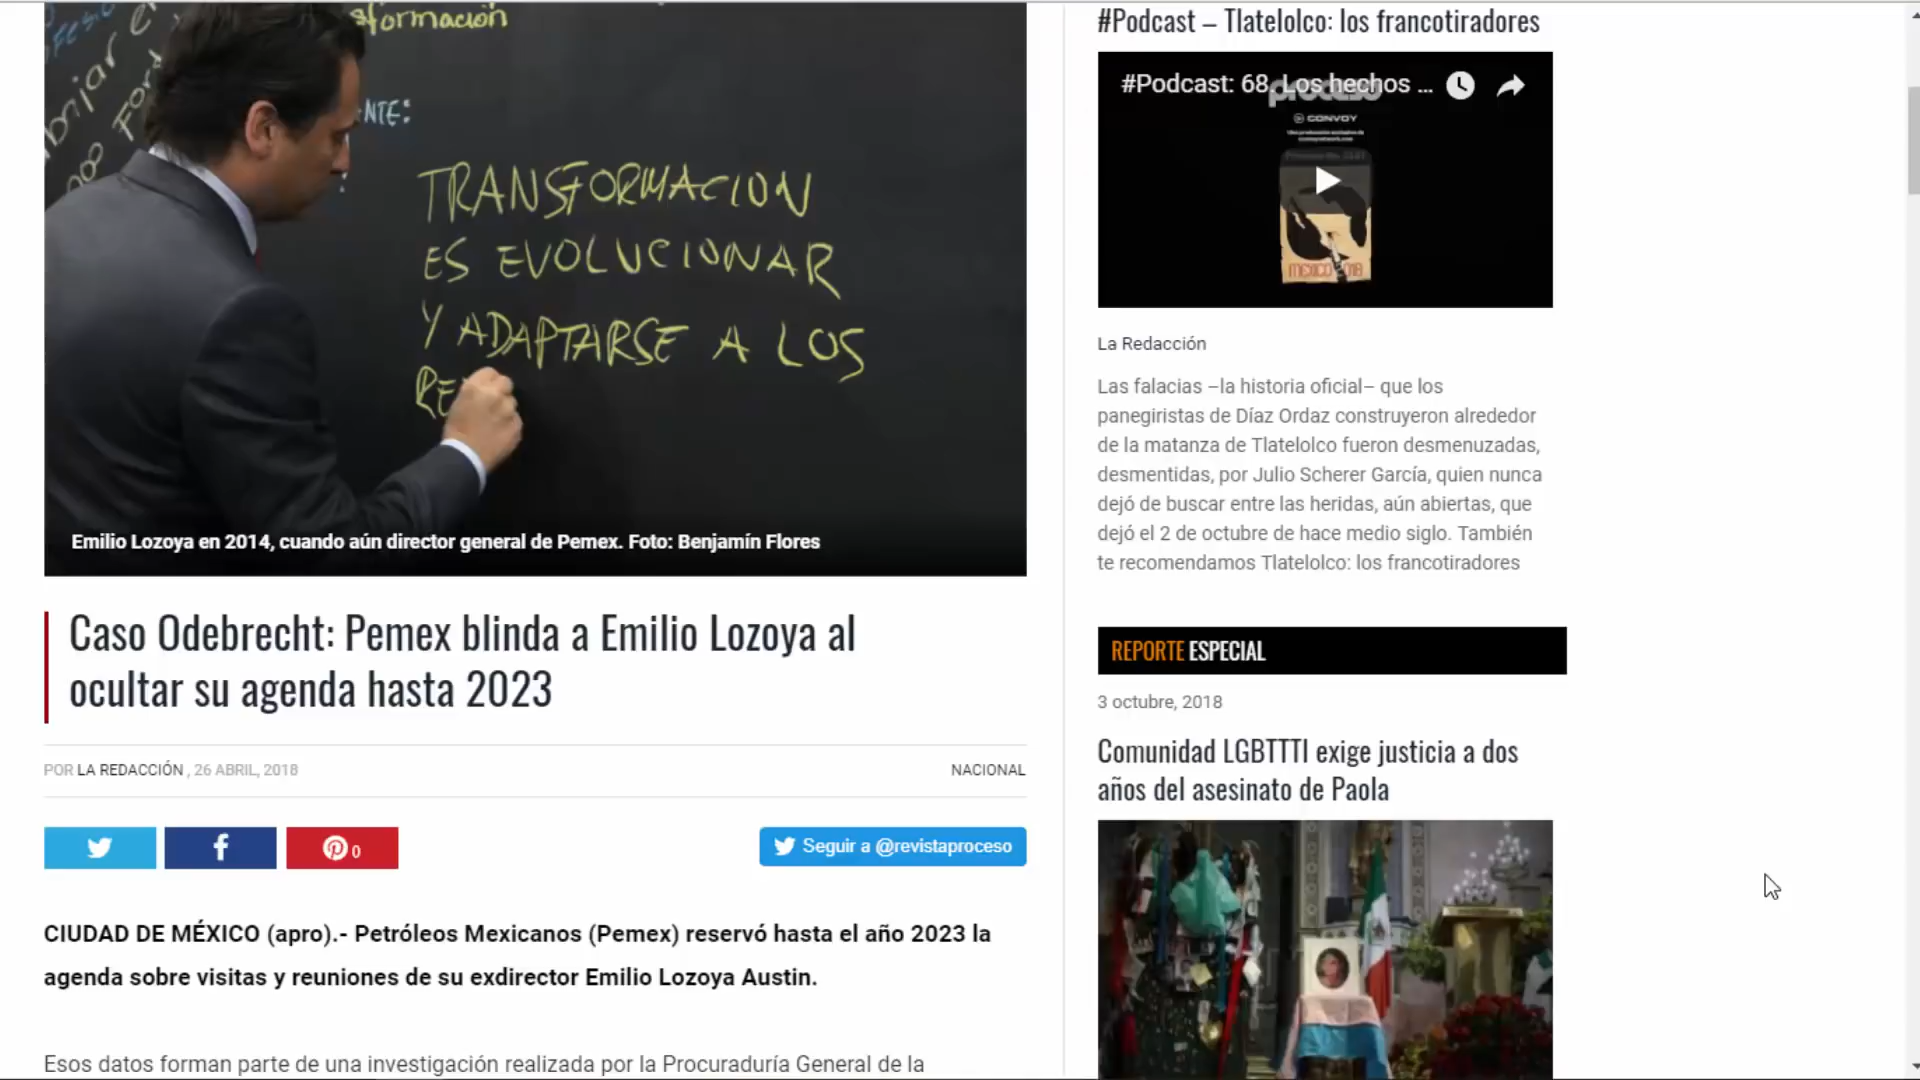 formación
NTE:
TRANSFORMACION
ES EVOLUCIONAR
Y ADAPTARSE A LOS
Emilio Lozoya en 2014, cuando aún director general de Pemex. Foto: Benjamín Flores
Caso Odebrecht: Pemex blinda a Emilio Lozoya al
ocultar su agenda hasta 2023
POR LA REDACCIÓN , 26 ABRIL, 2018
NACIONAL
0
Seguir a @revistaproceso
CIUDAD DE MÉXICO (apro).- Petróleos Mexicanos (Pemex) reservó hasta el año 2023 la
agenda sobre visitas y reuniones de su exdirector Emilio Lozoya Austin.
Esos datos forman parte de una investigación realizada por la Procuraduría General de la
#Podcast – Tlatelolco: los francotiradores
#Podcast: 68. Los hechos ...
proceso
CONVOY
MEXICO 2018
La Redacción
Las falacias –la historia oficial– que los
panegiristas de Díaz Ordaz construyeron alrededor
de la matanza de Tlatelolco fueron desmenuzadas,
desmentidas, por Julio Scherer García, quien nunca
dejó de buscar entre las heridas, aún abiertas, que
dejó el 2 de octubre de hace medio siglo. También
te recomendamos Tlatelolco: los francotiradores
REPORTE ESPECIAL
3 octubre, 2018
Comunidad LGBTTTI exige justicia a dos
años del asesinato de Paola